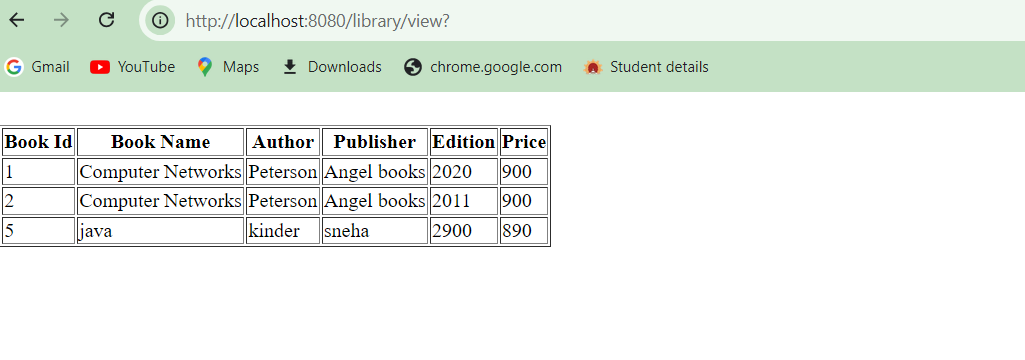 http://localhost:8080/library/view?
Gmail YouTube Maps Downloads chrome.google.com Student details
Book Id Book Name Author Publisher Edition Price
1 Computer Networks Peterson Angel books 2020 900
2 Computer Networks Peterson Angel books 2011 900
5 java kinder sneha 2900 890